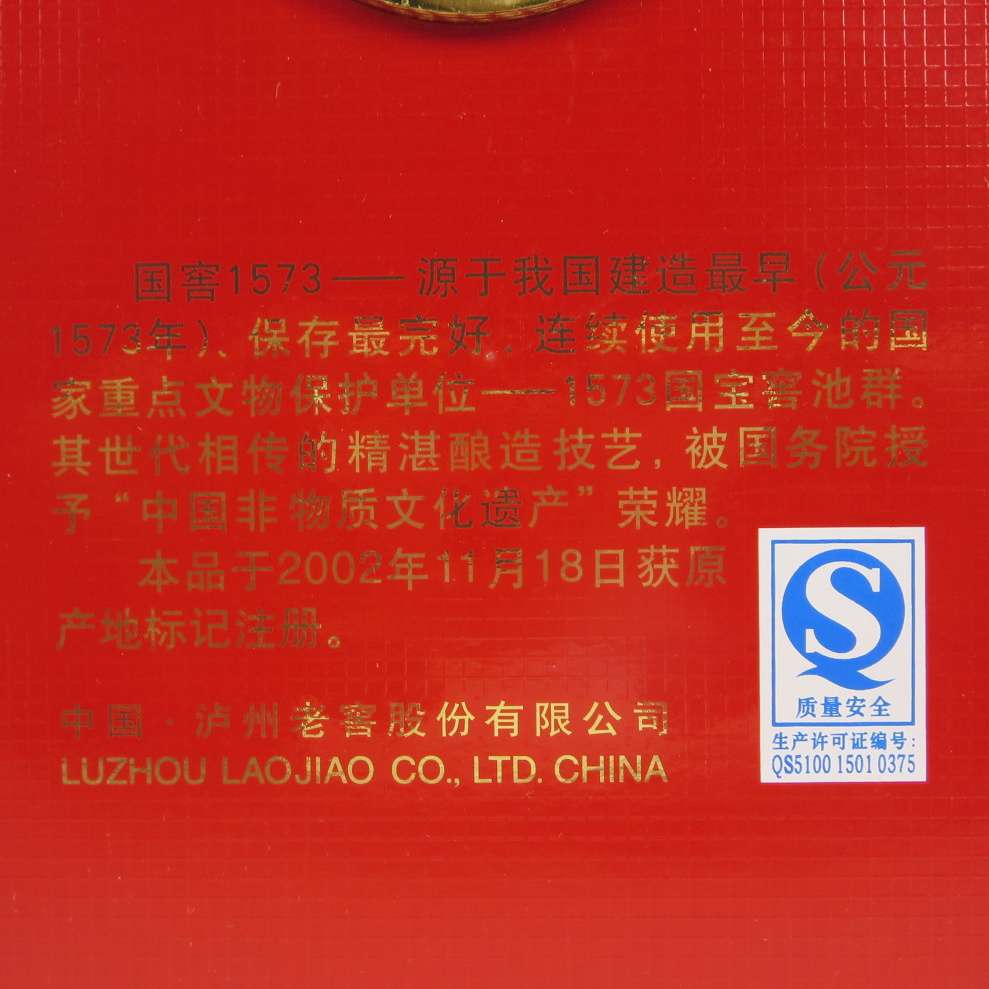 国窖1573——源于我国建造最早（公元
1573年）、保存最完好、连续使用至今的国
家重点文物保护单位——1573国宝窖池群。
其世代相传的精湛酿造技艺，被国务院授
予“中国非物质文化遗产”荣耀。
本品于2002年11月18日获原
产地标记注册。
中国·泸州老窖股份有限公司
LUZHOU LAOJIAO CO., LTD. CHINA
QS
质量安全
生产许可证编号:
QS5100 1501 0375